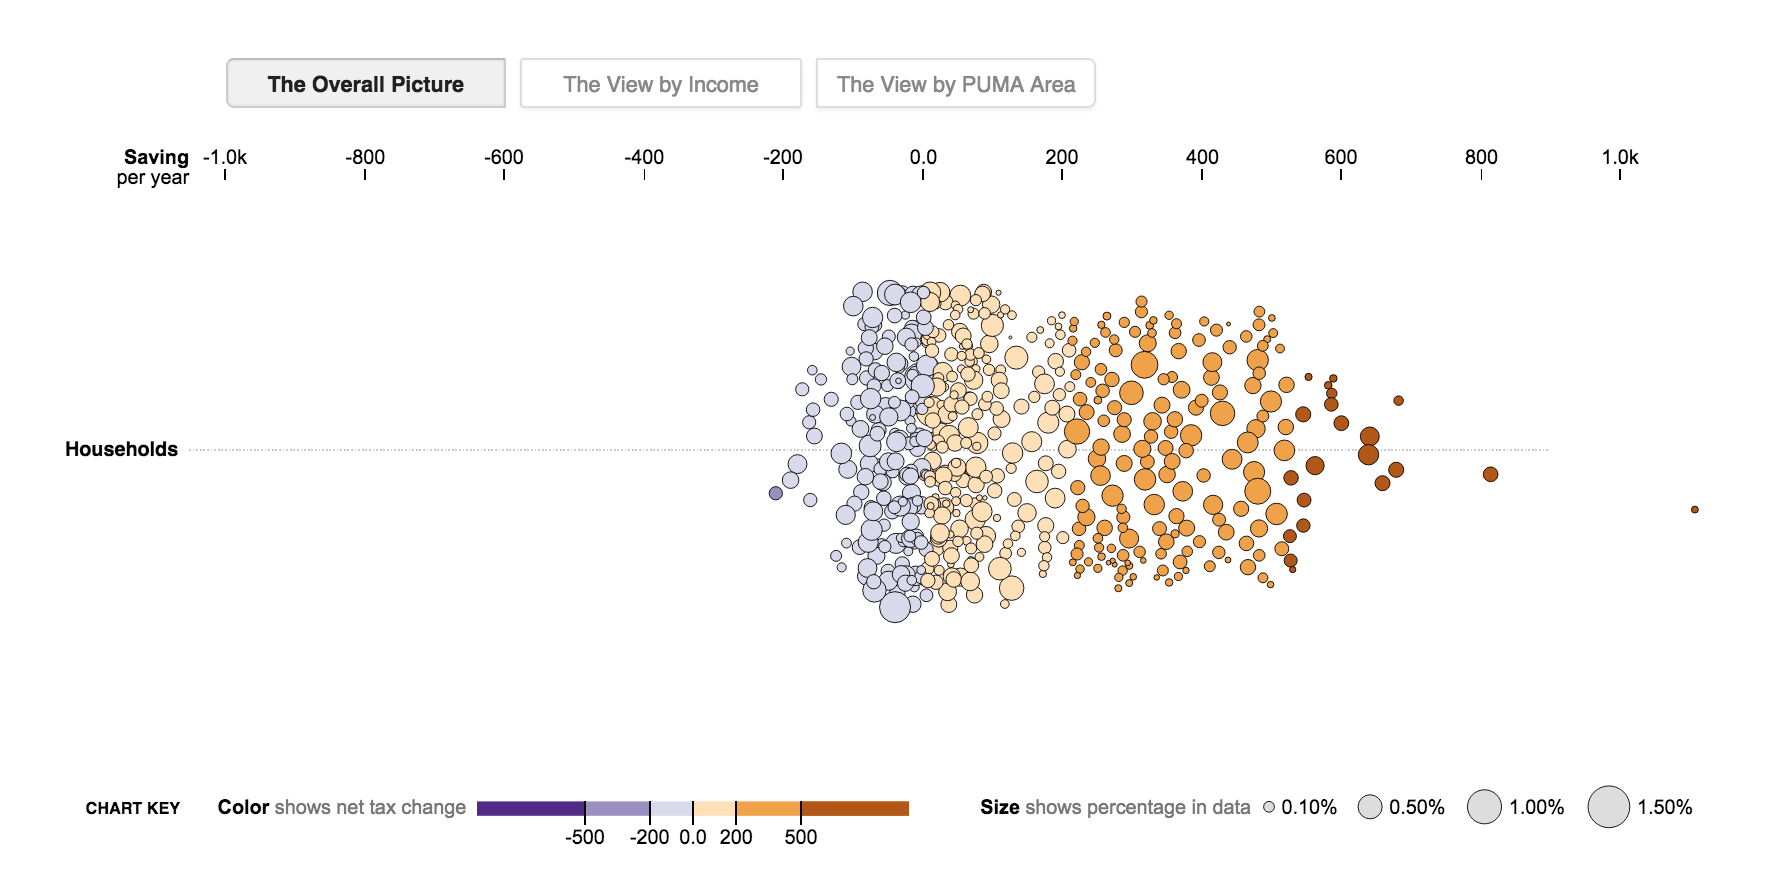 The Overall Picture
The View by Income
The View by PUMA Area
Saving
per year
-1.0k -800 -600 -400 -200 0.0 200 400 600 800 1.0k
Households
CHART KEY
Color shows net tax change
-500 -200 0.0 200 500
Size shows percentage in data
0.10% 0.50% 1.00% 1.50%